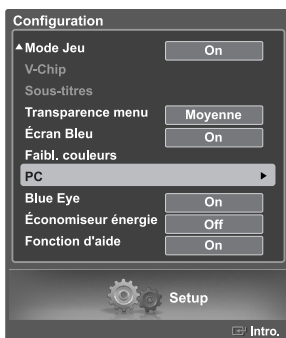 Configuration
Mode Jeu On
V-Chip
Sous-titres
Transparence menu Moyenne
Écran Bleu On
Faibl. couleurs
PC
Blue Eye On
Économiseur énergie Off
Fonction d'aide On
Setup
Intro.